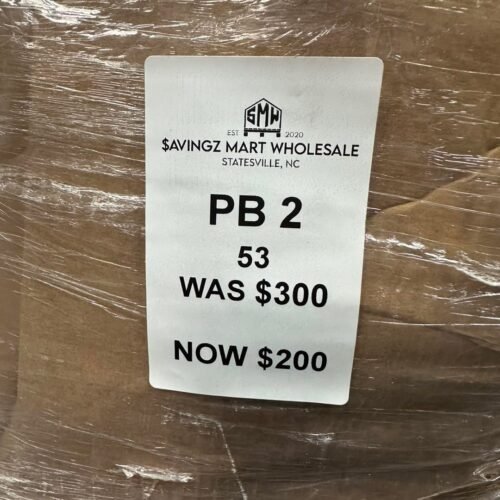 SMW
EST 2020
$AVINGZ MART WHOLESALE
STATESVILLE, NC
PB 2
53
WAS $300
NOW $200